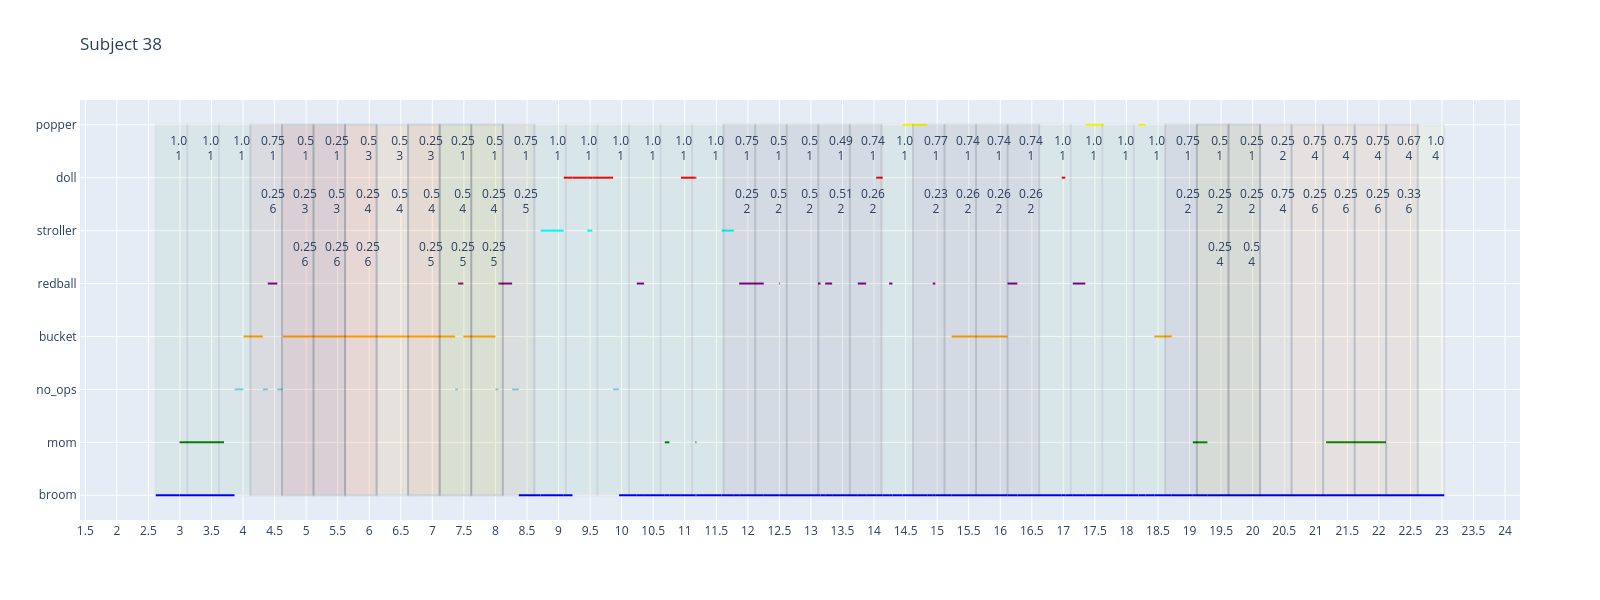 Subject 38
popper
1.0 1.0 1.0 0.75 0.5 0.25 0.5 0.5 0.25 0.25 0.5 0.75 1.0 1.0 1.0 1.0 1.0 1.0 0.75 0.5 0.5 0.49 0.74 1.0 0.77 0.74 0.74 0.74 1.0 1.0 1.0 1.0 0.75 0.5 0.25 0.25 0.75 0.75 0.75 0.67 1.0
1 1 1 1 1 1 3 3 3 1 1 1 1 1 1 1 1 1 1 1 1 1 1 1 1 1 1 1 1 1 1 1 1 1 1 2 4 4 4 4 4
doll
0.25 0.25 0.5 0.25 0.5 0.5 0.5 0.25 0.25 0.25 0.5 0.5 0.51 0.26 0.23 0.26 0.26 0.26 0.25 0.25 0.25 0.75 0.25 0.25 0.25 0.33
6 3 3 4 4 4 4 4 5 2 2 2 2 2 2 2 2 2 2 2 2 4 6 6 6 6
stroller
0.25 0.25 0.25 0.25 0.25 0.25 0.25 0.5
6 6 6 5 5 5 4 4
redball
bucket
no_ops
mom
broom
1.5 2 2.5 3 3.5 4 4.5 5 5.5 6 6.5 7 7.5 8 8.5 9 9.5 10 10.5 11 11.5 12 12.5 13 13.5 14 14.5 15 15.5 16 16.5 17 17.5 18 18.5 19 19.5 20 20.5 21 21.5 22 22.5 23 23.5 24